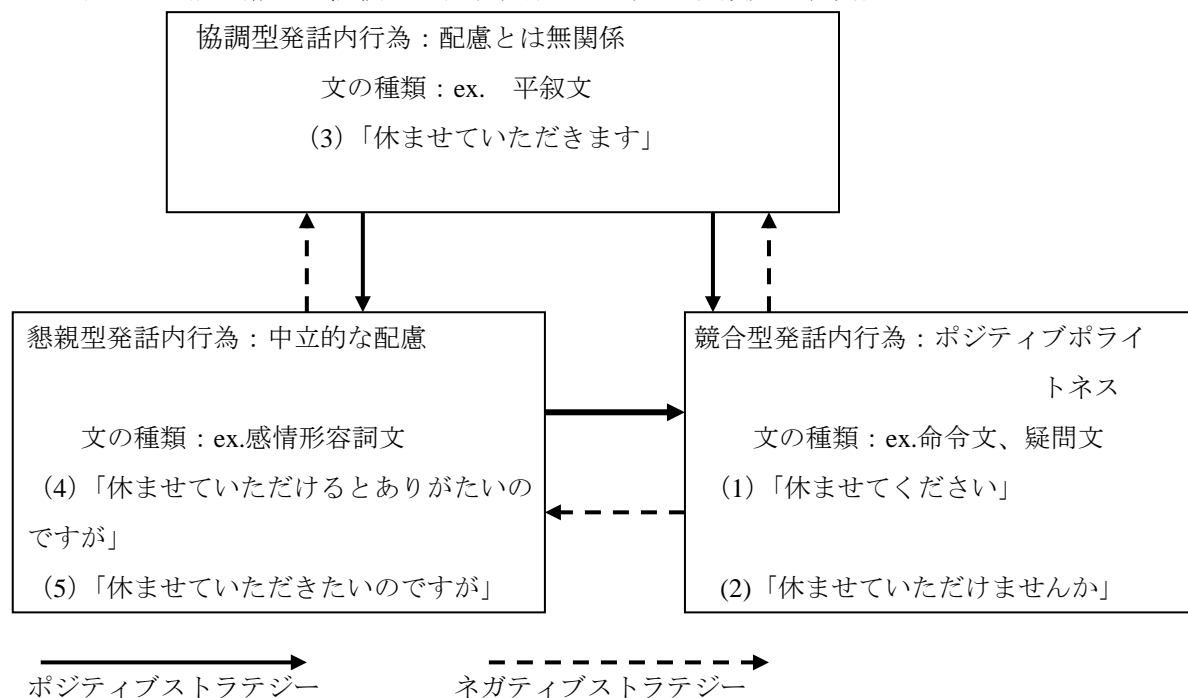 協調型発話内行為：配慮とは無関係
文の種類：ex.　平叙文
（3）「休ませていただきます」
懇親型発話内行為：中立的な配慮
文の種類：ex.感情形容詞文
（4）「休ませていただけるとありがたいの
ですが」
（5）「休ませていただきたいのですが」
競合型発話内行為：ポジティブポライ
トネス
文の種類：ex.命令文、疑問文
（1）「休ませてください」
(2)「休ませていただけませんか」
ポジティブストラテジー
ネガティブストラテジー